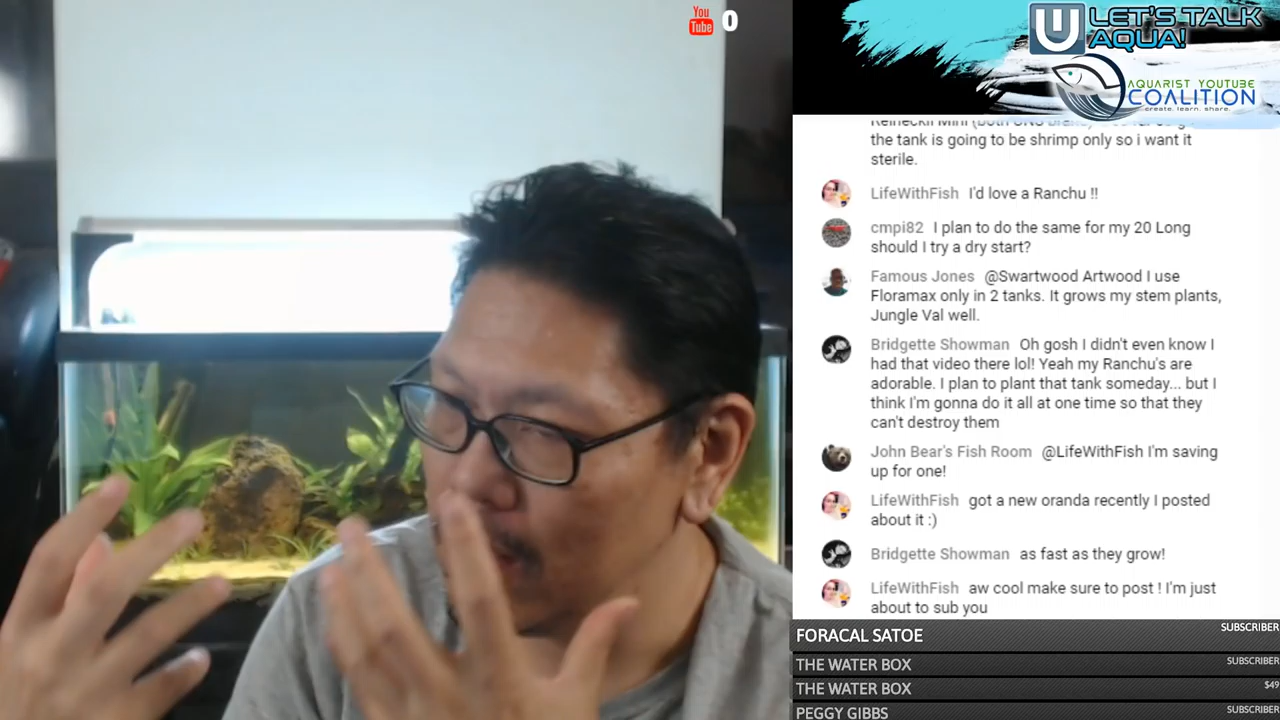 You
Tube 0
LET'S TALK
AQUA!
AQUARIST YOUTUBE
COALITION
create. learn. share.
the tank is going to be shrimp only so i want it
sterile.
LifeWithFish I'd love a Ranchu !!
cmpi82 I plan to do the same for my 20 Long
should I try a dry start?
Famous Jones @Swartwood Artwood I use
Floramax only in 2 tanks. It grows my stem plants,
Jungle Val well.
Bridgette Showman Oh gosh I didn't even know I
had that video there lol! Yeah my Ranchu's are
adorable. I plan to plant that tank someday... but I
think I'm gonna do it all at one time so that they
can't destroy them
John Bear's Fish Room @LifeWithFish I'm saving
up for one!
LifeWithFish got a new oranda recently I posted
about it :)
Bridgette Showman as fast as they grow!
LifeWithFish aw cool make sure to post ! I'm just
about to sub you
FORACAL SATOE SUBSCRIBER
THE WATER BOX SUBSCRIBER
THE WATER BOX $49
PEGGY GIBBS SUBSCRIBER